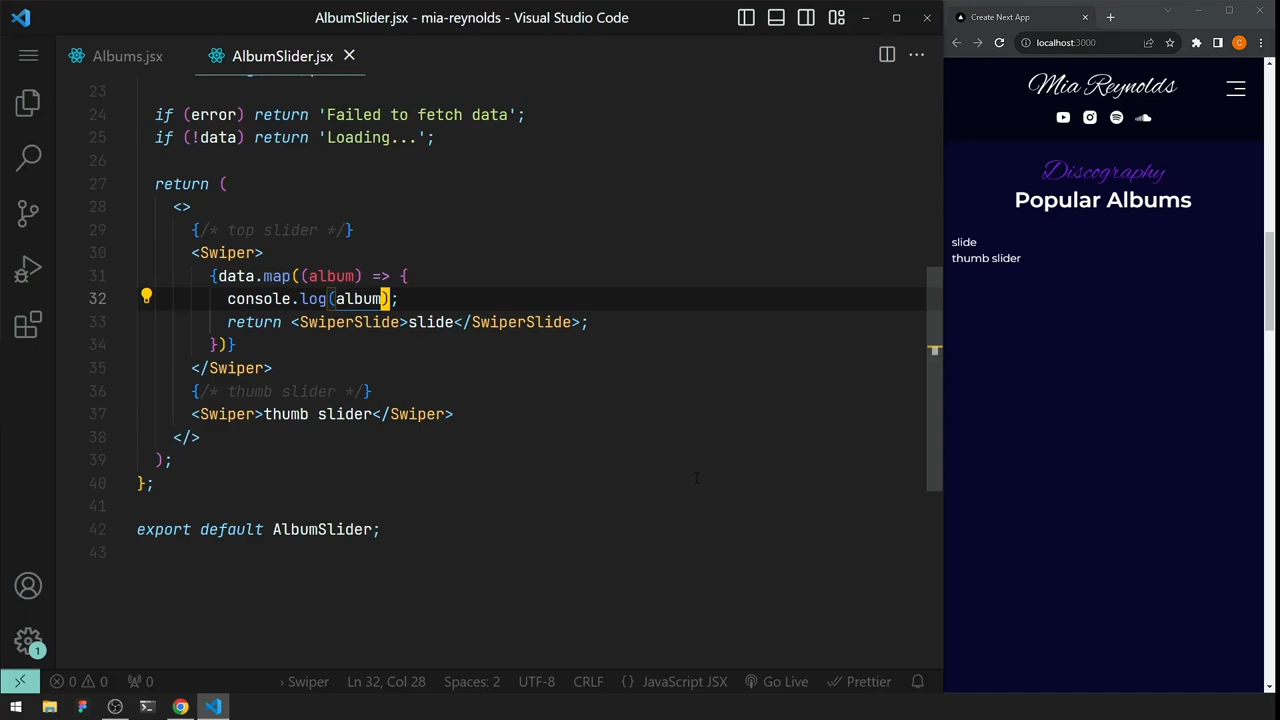 AlbumSlider.jsx - mia-reynolds - Visual Studio Code
Albums.jsx
AlbumSlider.jsx
23
24 if (error) return 'Failed to fetch data';
25 if (!data) return 'Loading...';
26
27 return (
28 <>
29 {/* top slider */}
30 <Swiper>
31 {data.map((album) => {
32 console.log(album);
33 return <SwiperSlide>slide</SwiperSlide>;
34 })}
35 </Swiper>
36 {/* thumb slider */}
37 <Swiper>thumb slider</Swiper>
38 </>
39 );
40 };
41
42 export default AlbumSlider;
43
1
0 0 0 › Swiper Ln 32, Col 28 Spaces: 2 UTF-8 CRLF {} JavaScript JSX Go Live Prettier
Create Next App
localhost:3000
C
Mia Reynolds
Discography
Popular Albums
slide
thumb slider